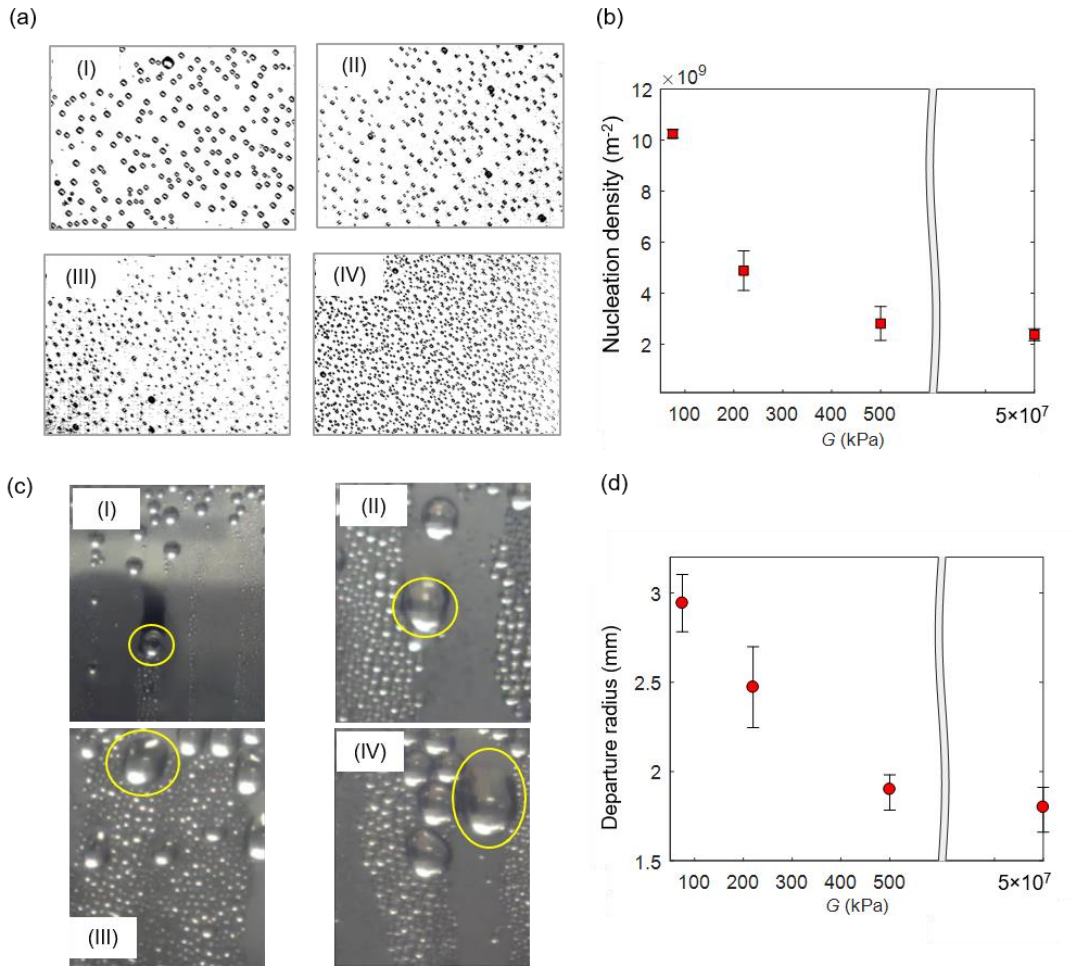 (a)
(I)
(II)
(III)
(IV)
(b)
× 10⁹
12
10
8
6
4
2
Nucleation density (m⁻²)
100 200 300 400 500 5×10⁷
G (kPa)
(c)
(I)
(II)
(III)
(IV)
(d)
3
2.5
2
1.5
Departure radius (mm)
100 200 300 400 500 5×10⁷
G (kPa)